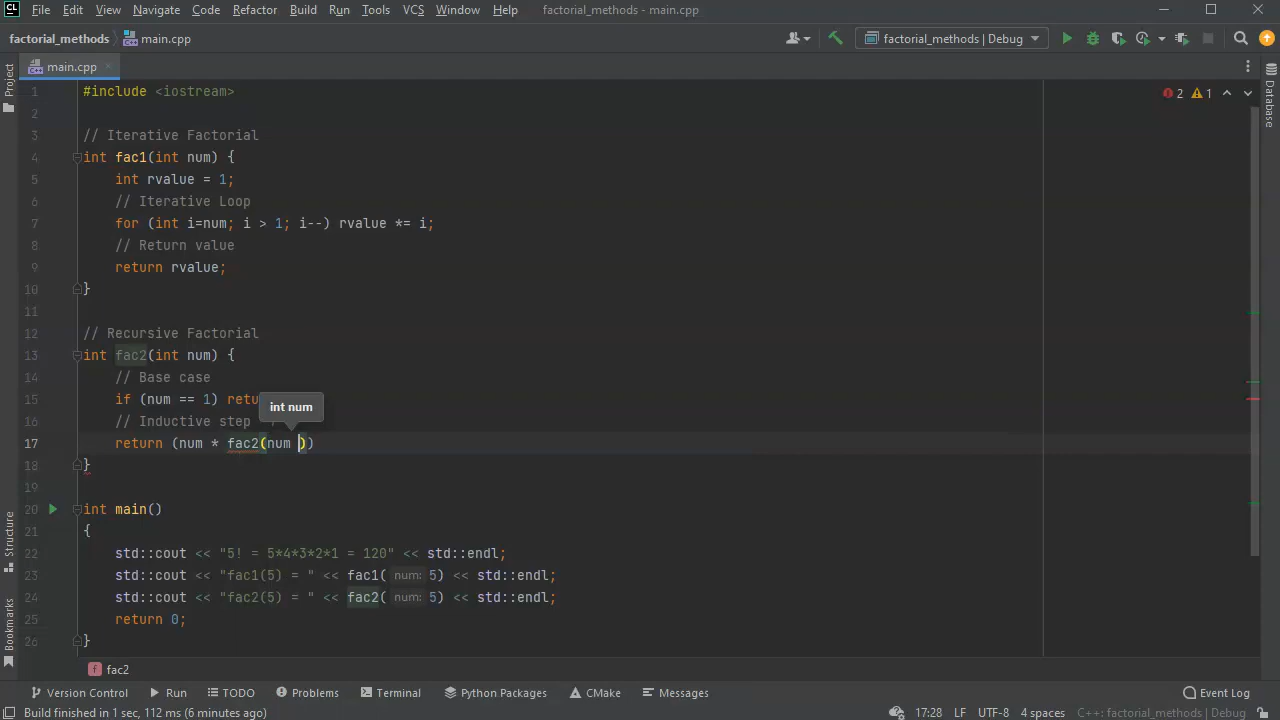 CL File Edit View Navigate Code Refactor Build Run Tools VCS Window Help factorial_methods - main.cpp
factorial_methods main.cpp factorial_methods | Debug
Project main.cpp Database
1 #include <iostream> 2 1
2
3 // Iterative Factorial
4 int fac1(int num) {
5 int rvalue = 1;
6 // Iterative Loop
7 for (int i=num; i > 1; i--) rvalue *= i;
8 // Return value
9 return rvalue;
10 }
11
12 // Recursive Factorial
13 int fac2(int num) {
14 // Base case
15 if (num == 1) retu
int num
16 // Inductive step
17 return (num * fac2(num ))
18 }
19
20 int main()
21 {
22 std::cout << "5! = 5*4*3*2*1 = 120" << std::endl;
23 std::cout << "fac1(5) = " << fac1( num: 5) << std::endl;
24 std::cout << "fac2(5) = " << fac2( num: 5) << std::endl;
25 return 0;
26 }
Structure
Bookmarks
f fac2
Version Control Run TODO Problems Terminal Python Packages CMake Messages Event Log
Build finished in 1 sec, 112 ms (6 minutes ago) 17:28 LF UTF-8 4 spaces C++: factorial_methods | Debug